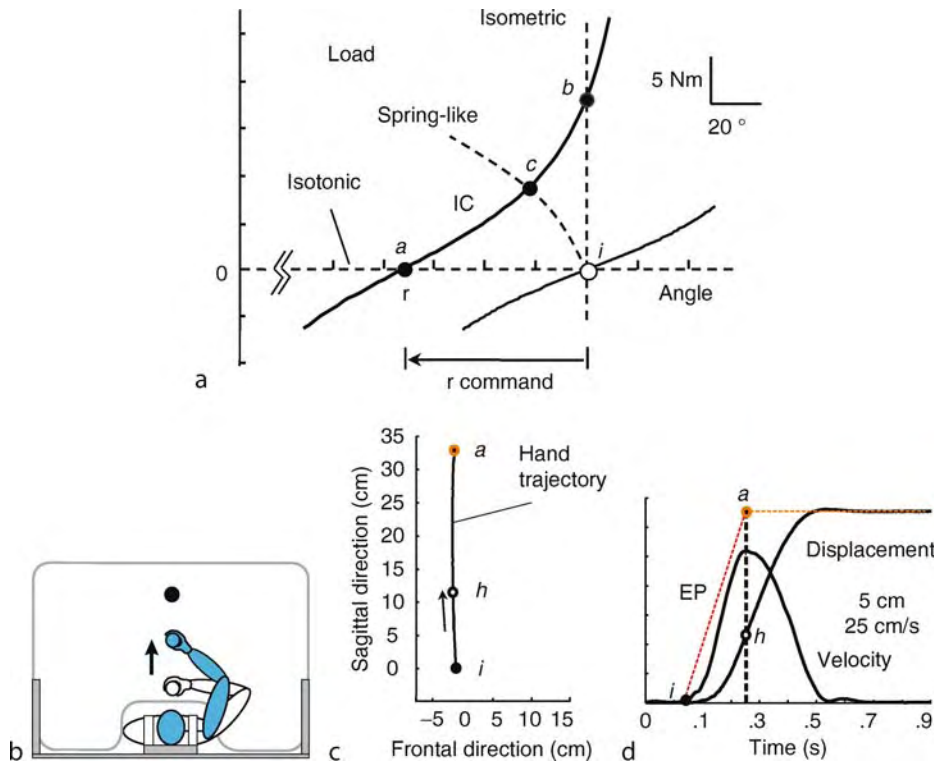 Isometric
Load
b
5 Nm
20 °
Spring-like
c
Isotonic
IC
a
i
0
r
Angle
r command
a
35
30
25
20
15
10
5
0
Sagittal direction (cm)
a
Hand
trajectory
h
i
−5 0 5 10 15
Frontal direction (cm)
b
c
a
Displacement
EP
5 cm
25 cm/s
h
Velocity
i
0 .1 .3 .5 .7 .9
Time (s)
d